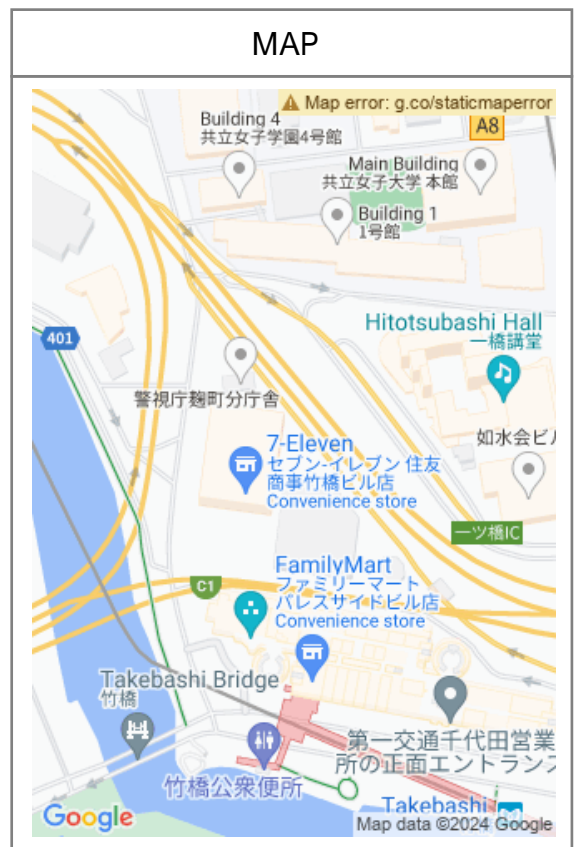 MAP
Map error: g.co/staticmaperror
Building 4
共立女子学園4号館
A8
Main Building
共立女子大学 本館
Building 1
1号館
Hitotsubashi Hall
一橋講堂
401
警視庁麹町分庁舎
如水会ビ
7-Eleven
セブン-イレブン 住友
商事竹橋ビル店
Convenience store
一ツ橋IC
FamilyMart
ファミリーマート
パレスサイドビル店
Convenience store
C1
Takebashi Bridge
竹橋
第一交通千代田営業
所の正面エントランス
竹橋公衆便所
Takebashi
Google
Map data ©2024 Google